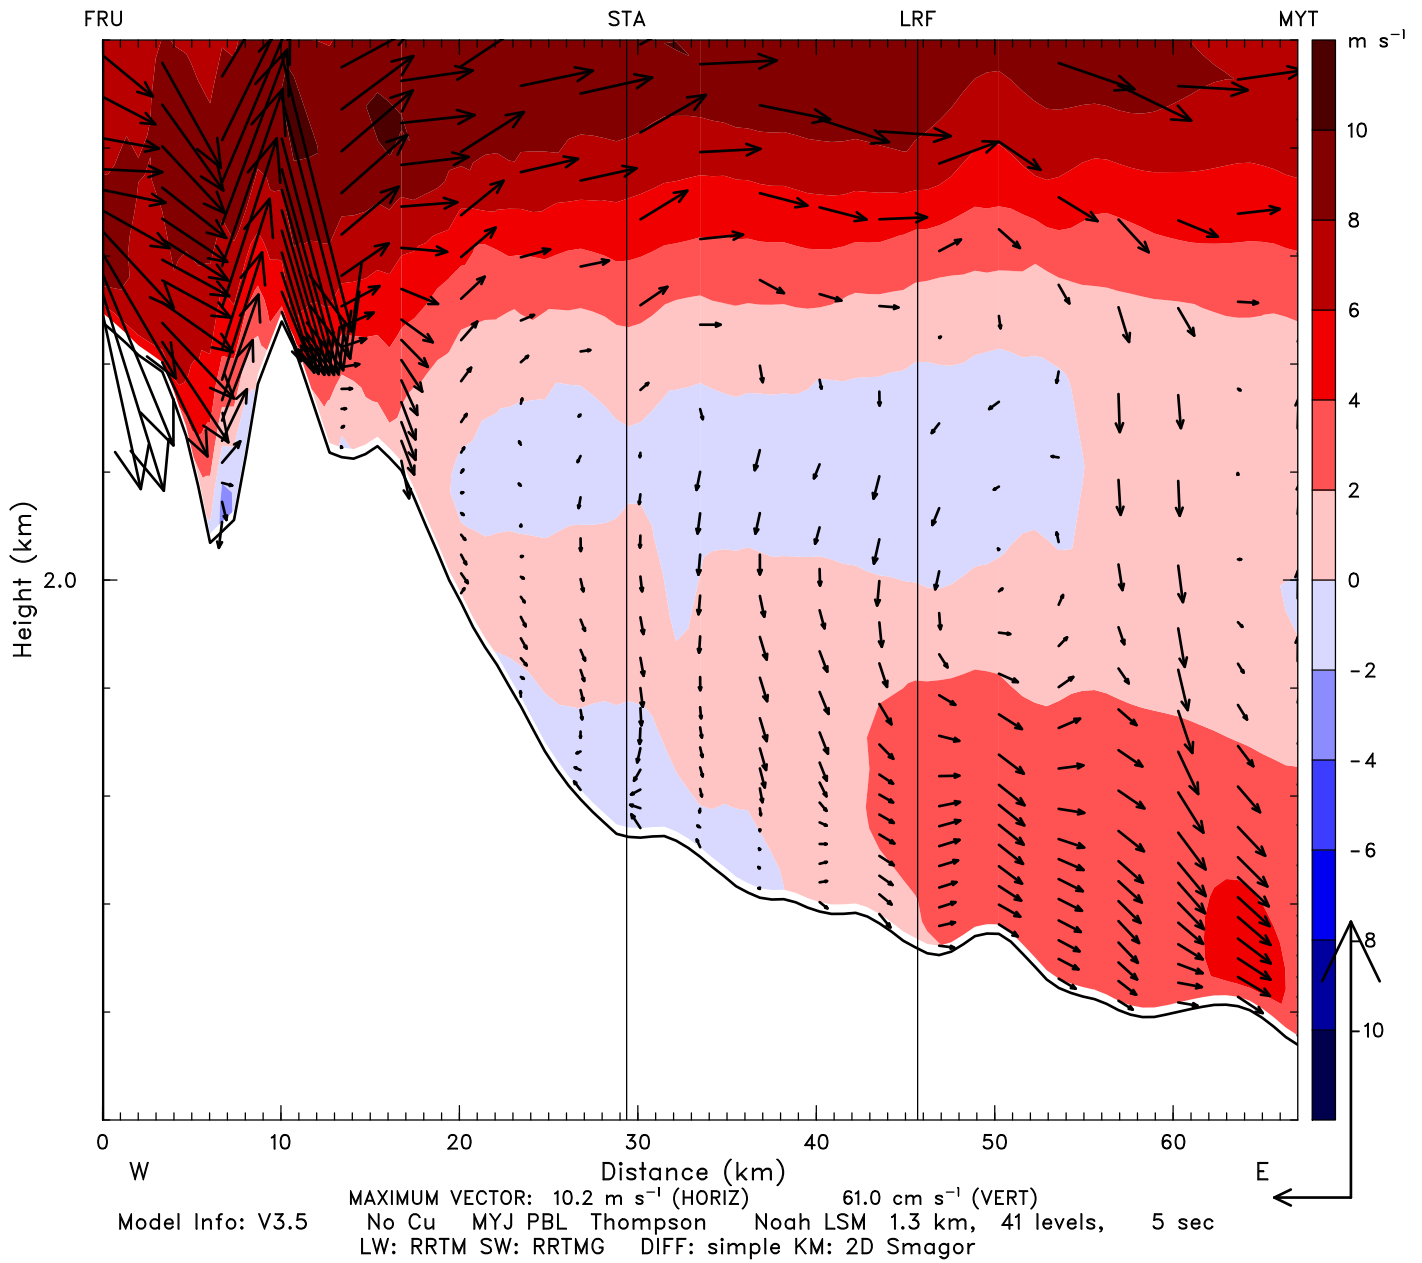 FRU STA LRF MYT
m s⁻¹
10
8
6
4
2
0
-2
-4
-6
-8
-10
Height (km)
2.0
0 10 20 30 40 50 60
W Distance (km) E
MAXIMUM VECTOR: 10.2 m s⁻¹ (HORIZ) 61.0 cm s⁻¹ (VERT)
Model Info: V3.5 No Cu MYJ PBL Thompson Noah LSM 1.3 km, 41 levels, 5 sec
LW: RRTM SW: RRTMG DIFF: simple KM: 2D Smagor